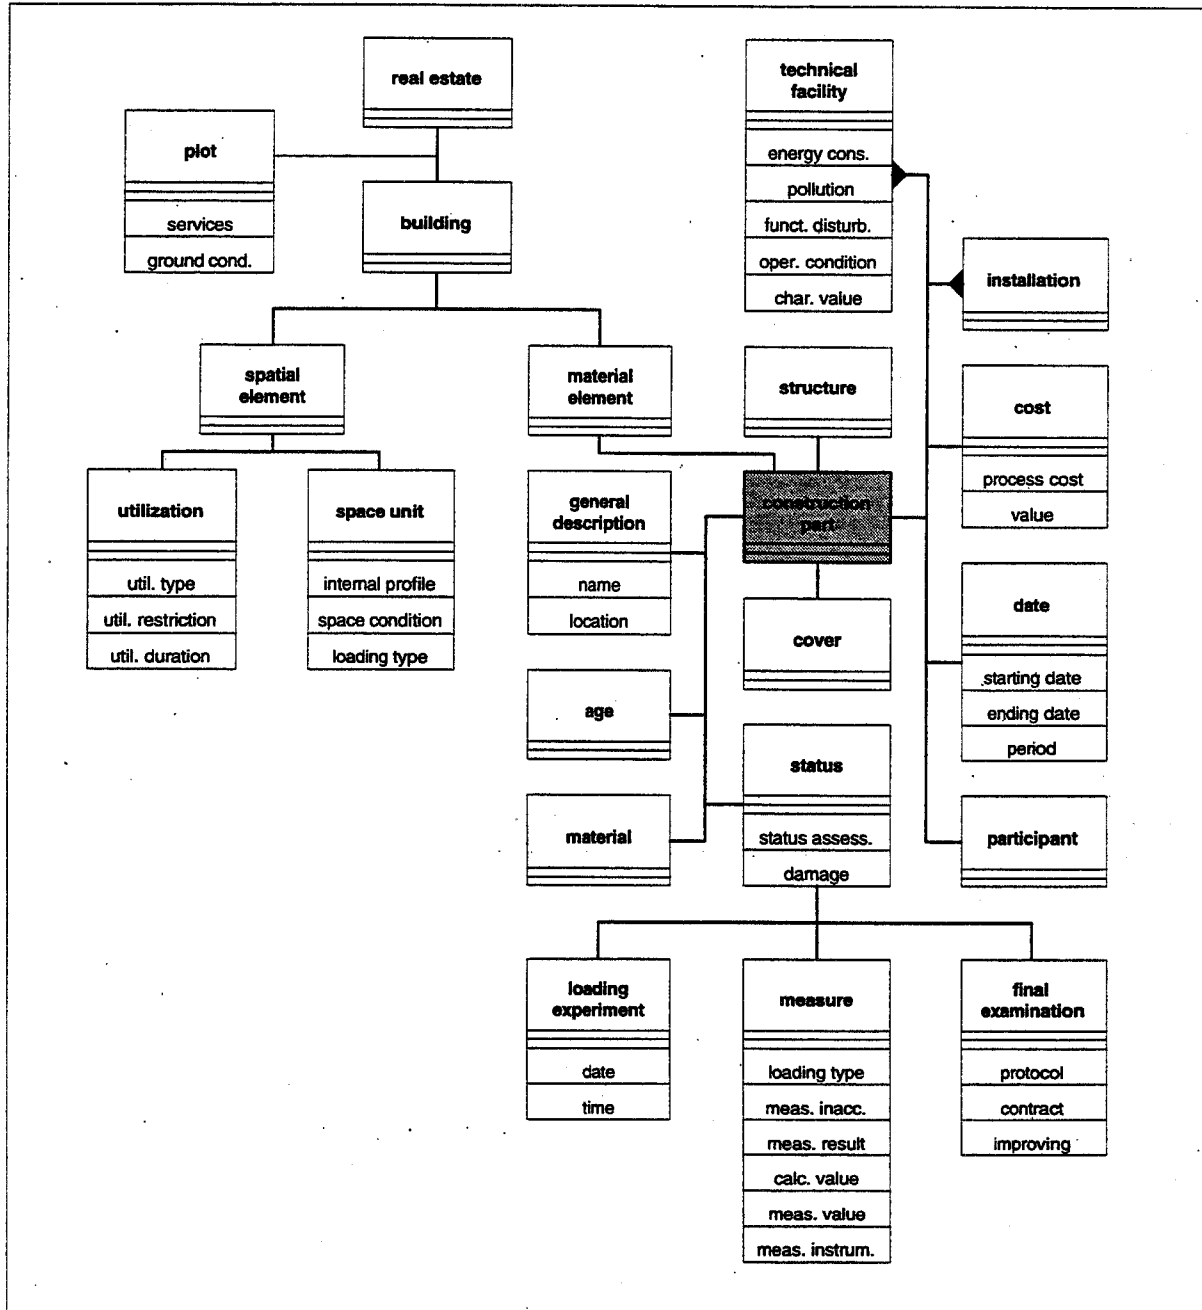 real estate
technical
facility
energy cons.
pollution
funct. disturb.
oper. condition
char. value
plot
services
ground cond.
building
installation
spatial
element
material
element
structure
cost
process cost
value
utilization
util. type
util. restriction
util. duration
space unit
internal profile
space condition
loading type
general
description
name
location
construction
part
cover
date
starting date
ending date
period
age
status
status assess.
damage
material
participant
loading
experiment
date
time
measure
loading type
meas. inacc.
meas. result
calc. value
meas. value
meas. instrum.
final
examination
protocol
contract
improving